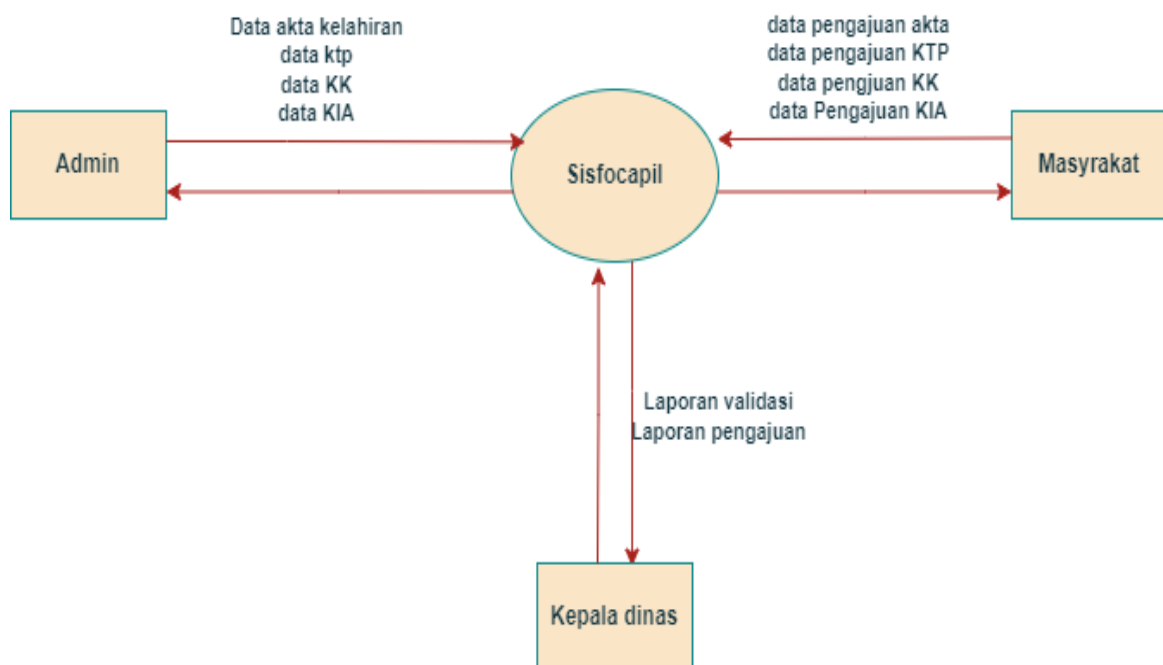 Data akta kelahiran
data ktp
data KK
data KIA
data pengajuan akta
data pengajuan KTP
data pengjuan KK
data Pengajuan KIA
Admin
Sisfocapil
Masyrakat
Laporan validasi
Laporan pengajuan
Kepala dinas